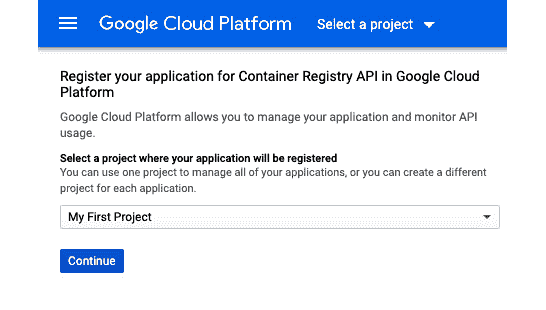 Google Cloud Platform Select a project
Register your application for Container Registry API in Google Cloud
Platform
Google Cloud Platform allows you to manage your application and monitor API
usage.
Select a project where your application will be registered
You can use one project to manage all of your applications, or you can create a different
project for each application.
My First Project
Continue